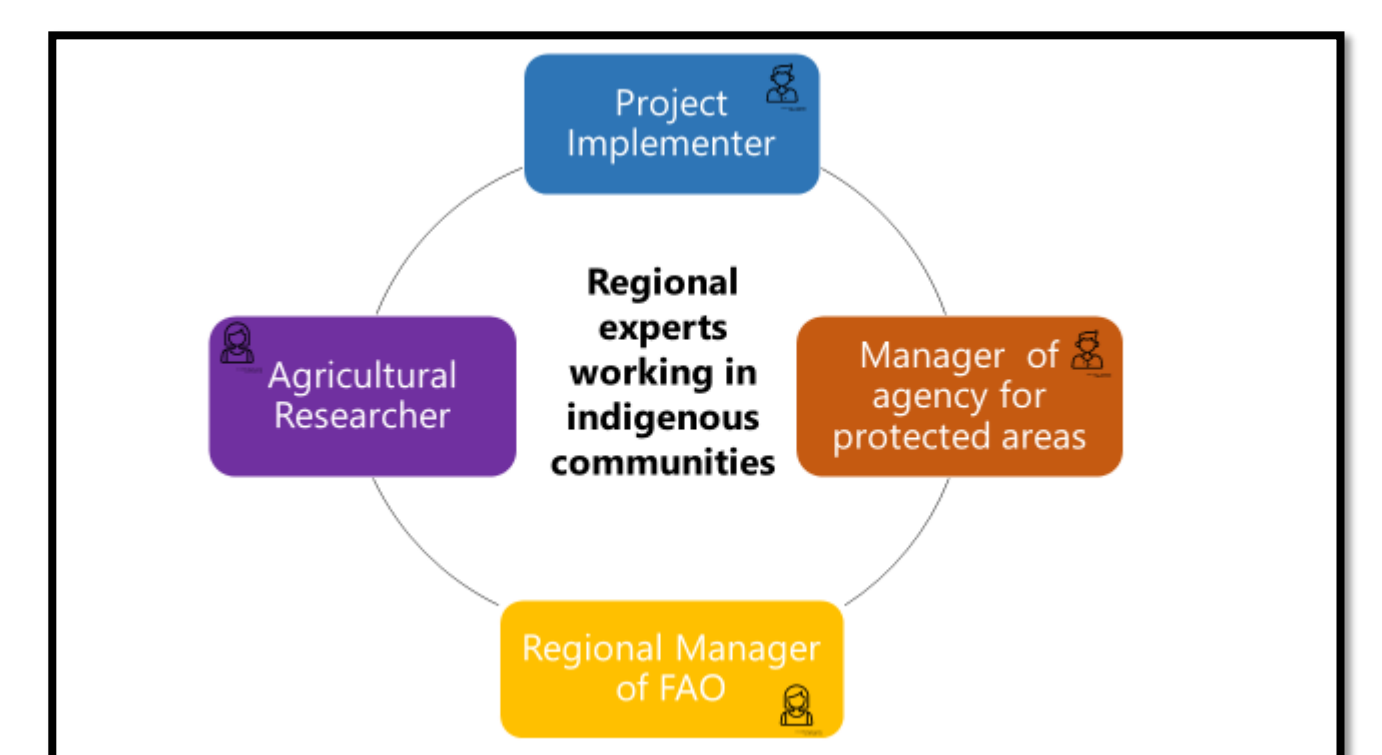 Project
Implementer
Regional
experts
working in
indigenous
communities
Agricultural
Researcher
Manager of
agency for
protected areas
Regional Manager
of FAO